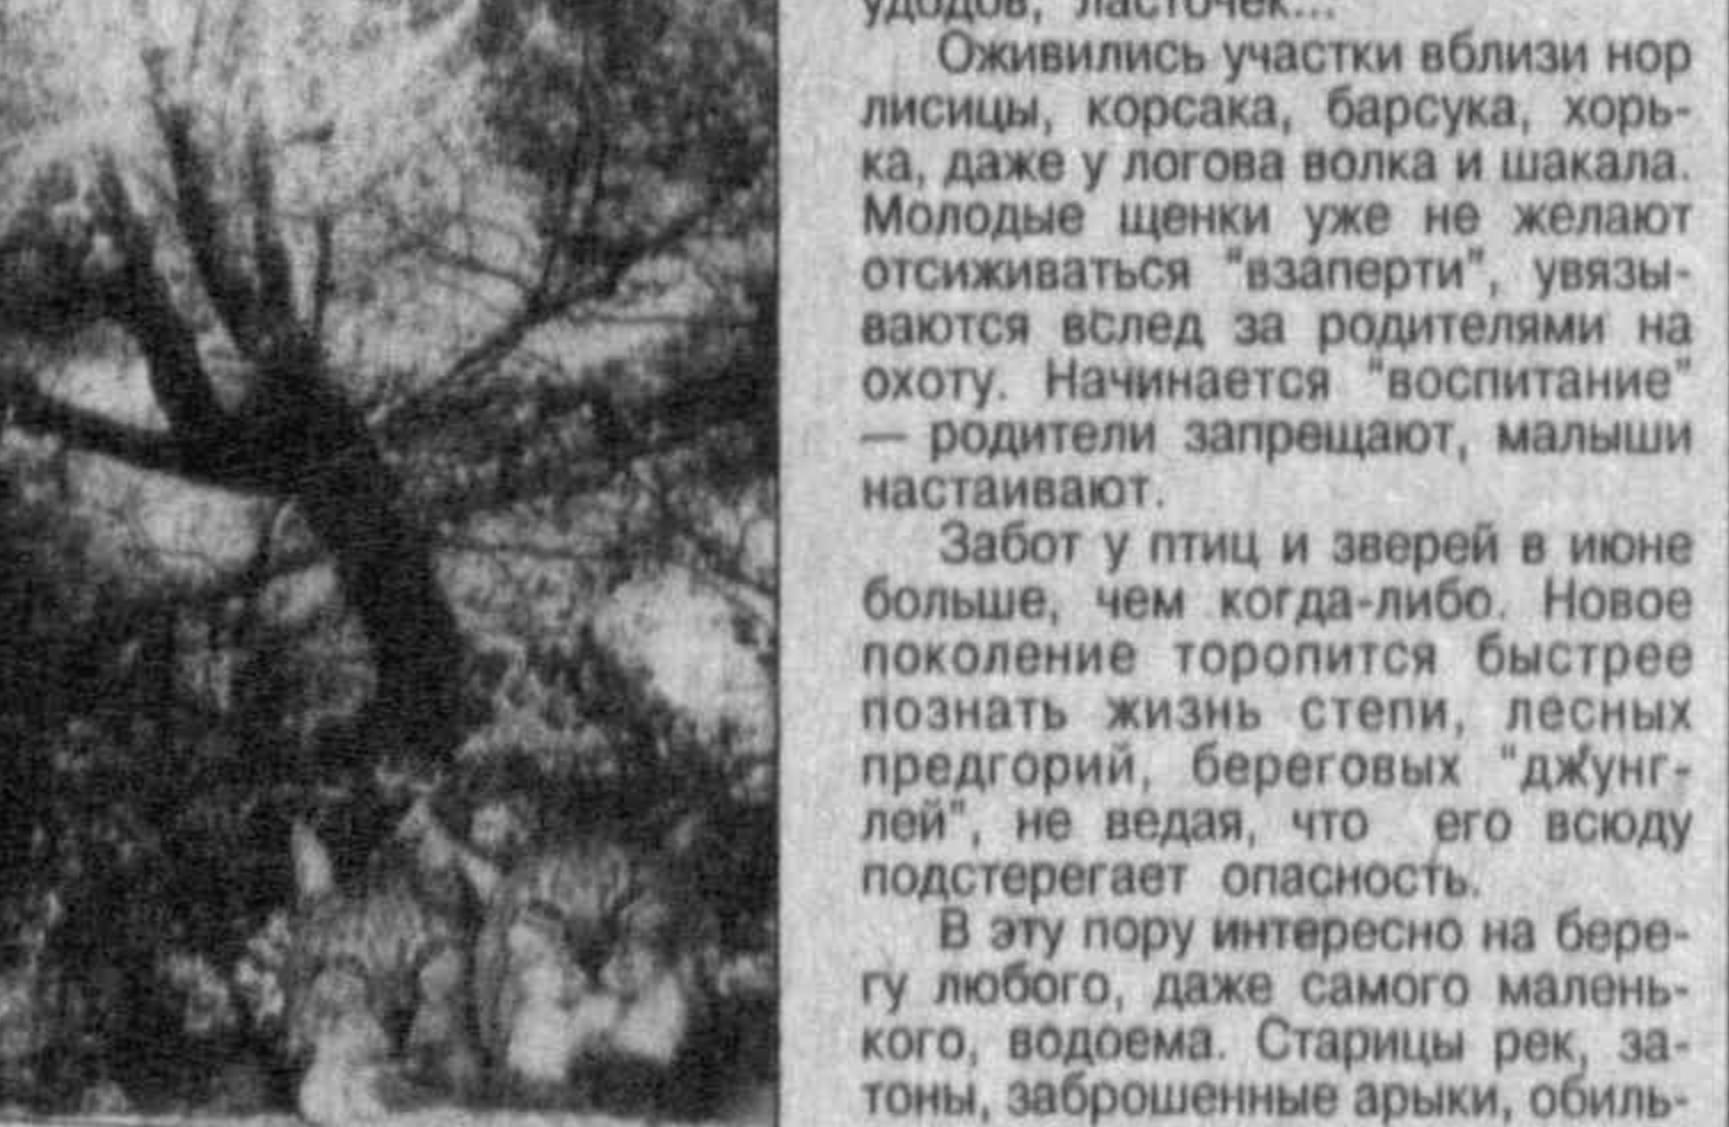 удодов, ласточек...
Оживились участки вблизи нор
лисицы, корсака, барсука, хорь-
ка, даже у логова волка и шакала.
Молодые щенки уже не желают
отсиживаться "взаперти", увязы-
ваются вслед за родителями на
охоту. Начинается "воспитание"
— родители запрещают, малыши
настаивают.
Забот у птиц и зверей в июне
больше, чем когда-либо. Новое
поколение торопится быстрее
познать жизнь степи, лесных
предгорий, береговых "джунг-
лей", не ведая, что его всюду
подстерегает опасность.
В эту пору интересно на бере-
гу любого, даже самого малень-
кого, водоема. Старицы рек, за-
тоны, заброшенные арыки, обиль-